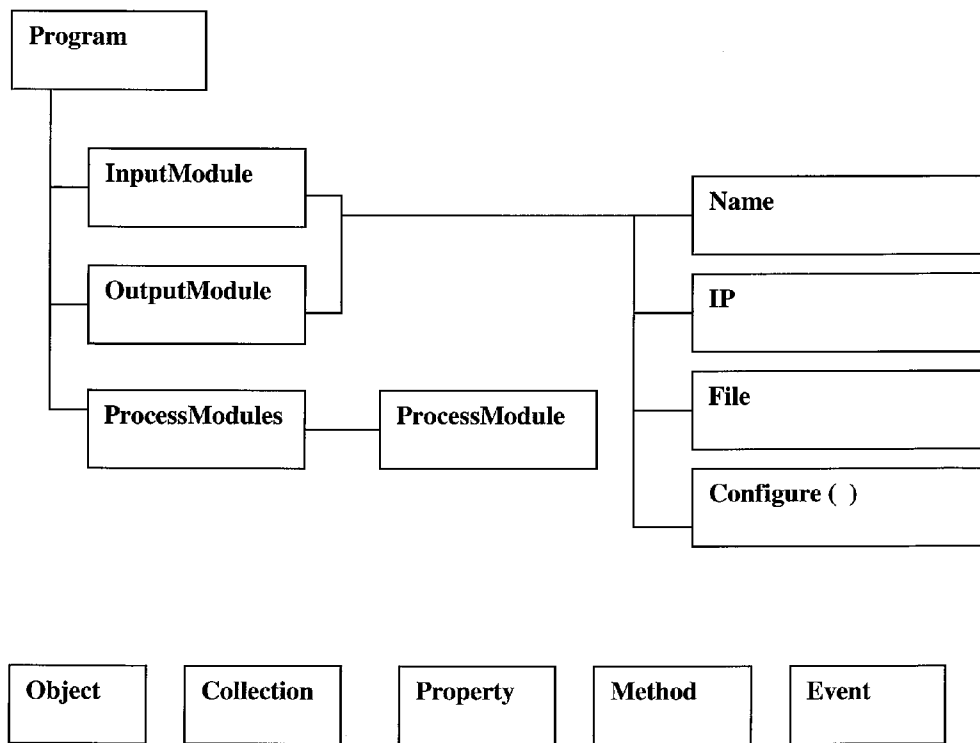 Program
InputModule
Name
OutputModule
IP
ProcessModules
ProcessModule
File
Configure ( )
Object
Collection
Property
Method
Event